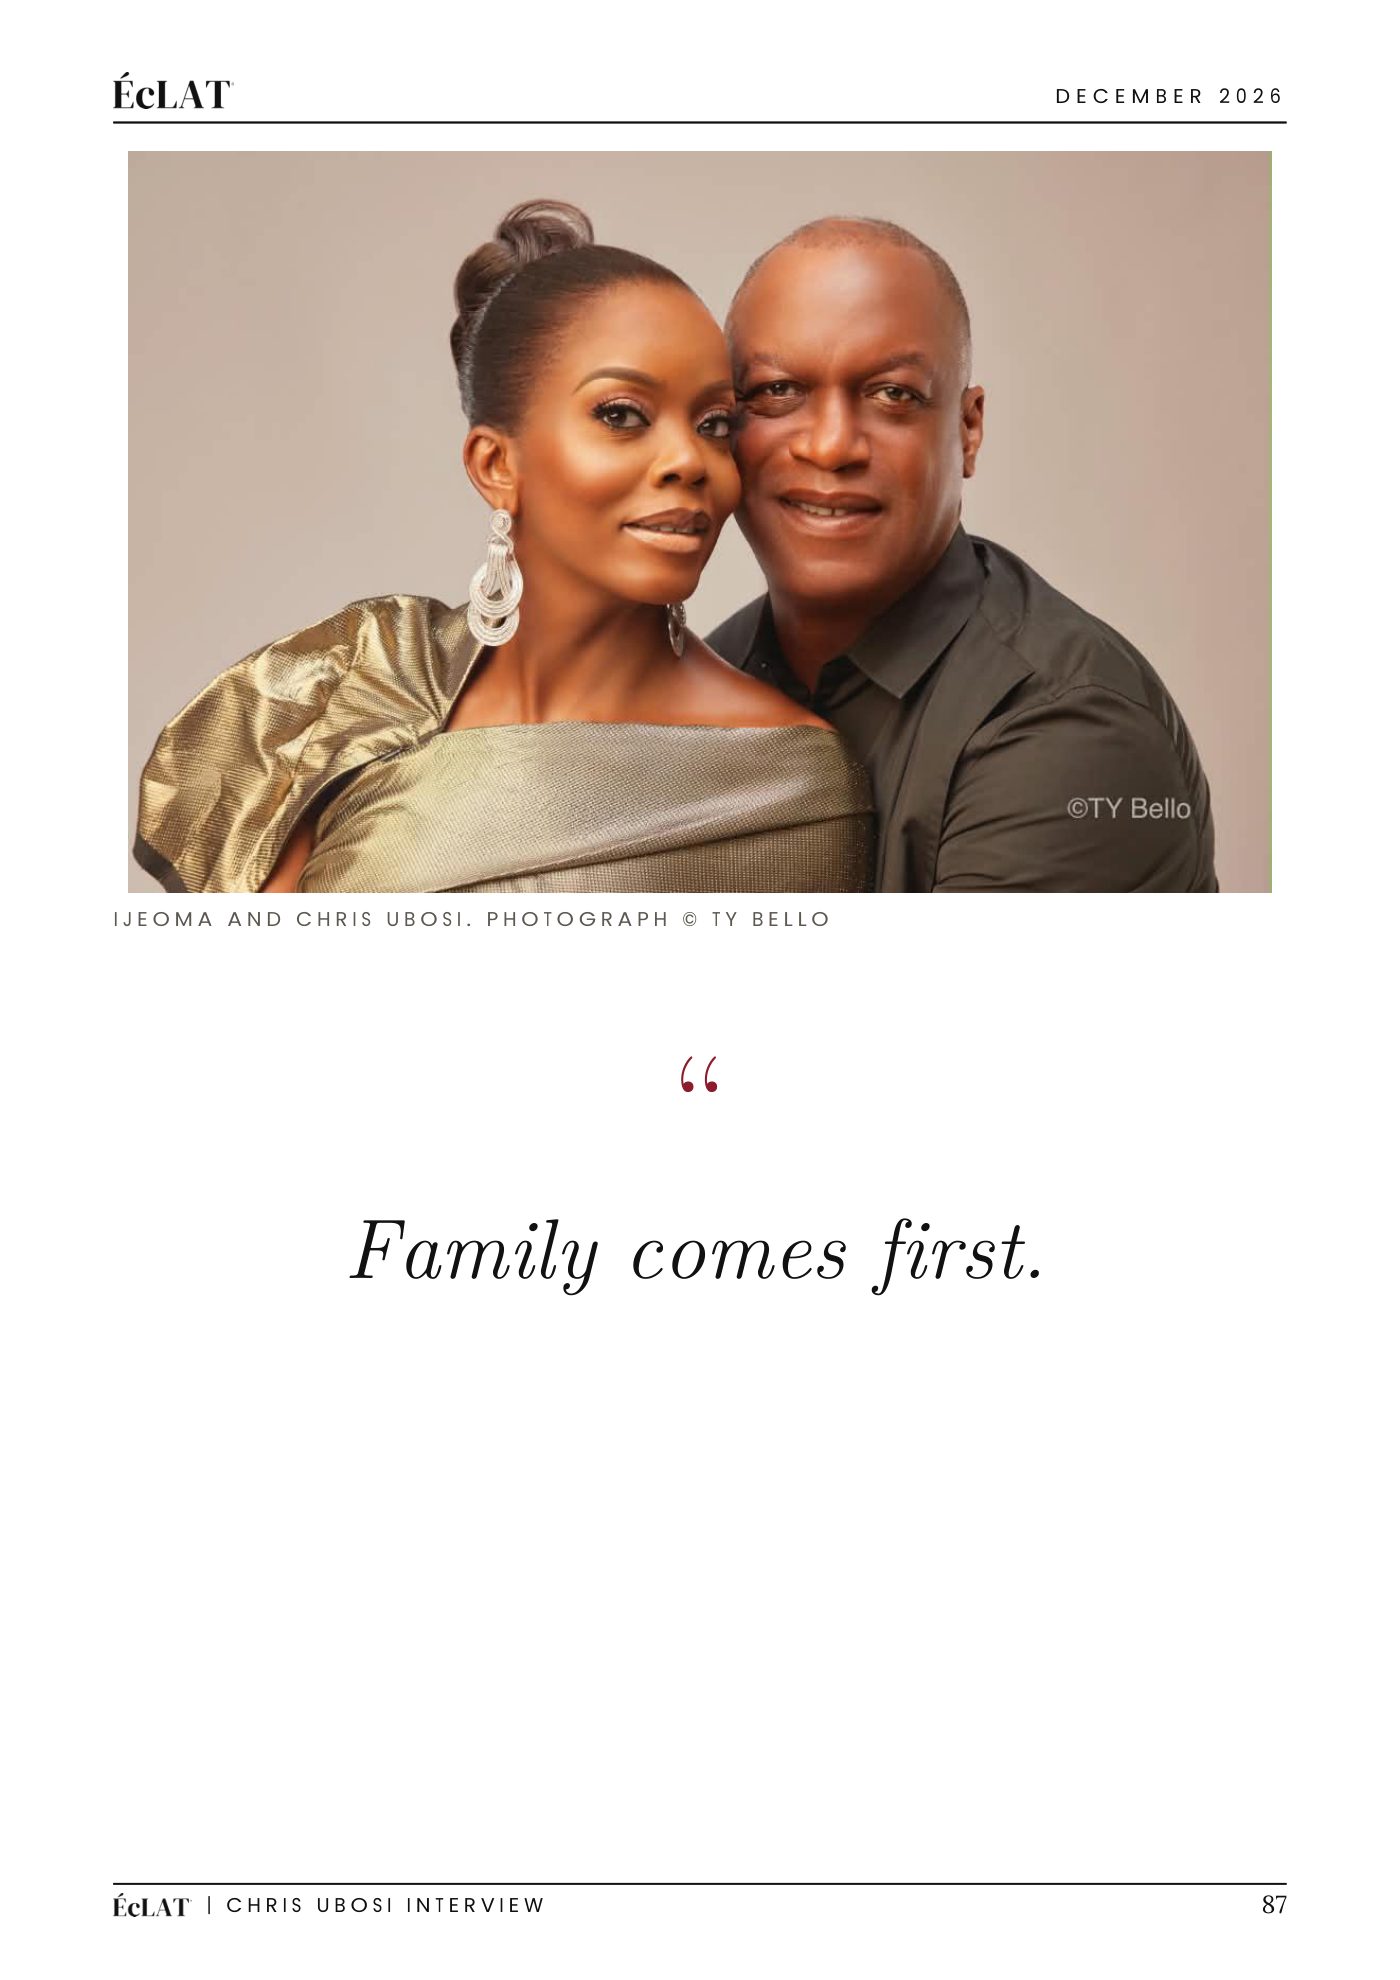 ÉcLAT
DECEMBER 2026
©TY Bello
IJEOMA AND CHRIS UBOSI. PHOTOGRAPH © TY BELLO
“
Family comes first.
ÉcLAT | CHRIS UBOSI INTERVIEW
87